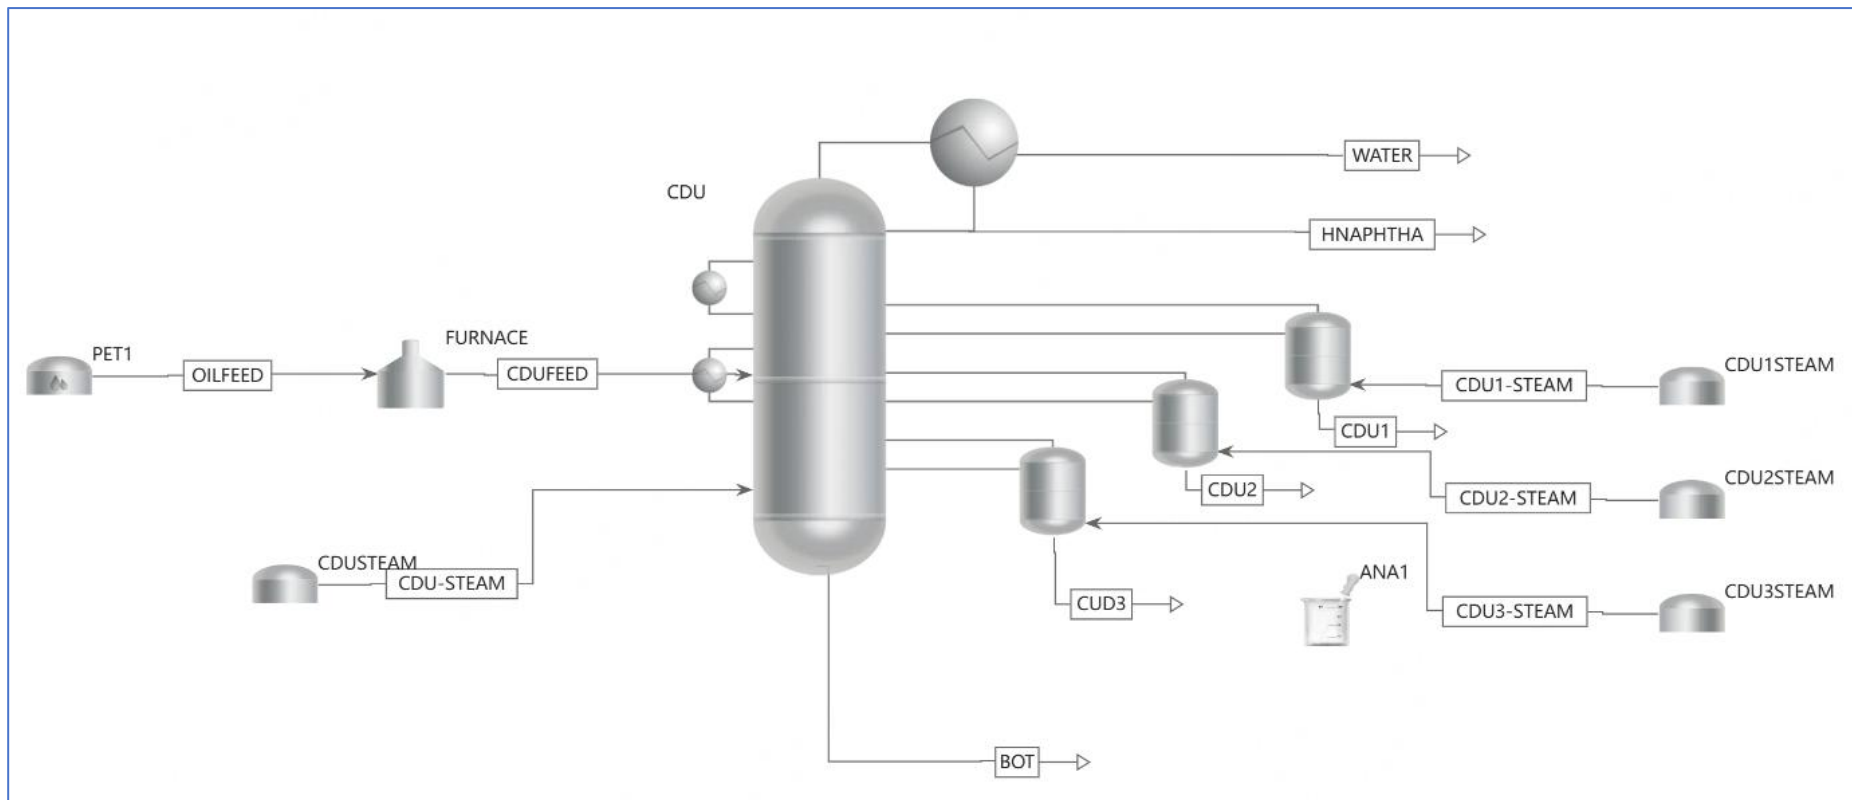 WATER
CDU
HNAPHTHA
FURNACE
PET1
OILFEED
CDUFEED
CDU1STEAM
CDU1-STEAM
CDU1
CDU2STEAM
CDU2
CDU2-STEAM
CDUSTEAM
CDU-STEAM
ANA1
CUD3
CDU3STEAM
CDU3-STEAM
BOT